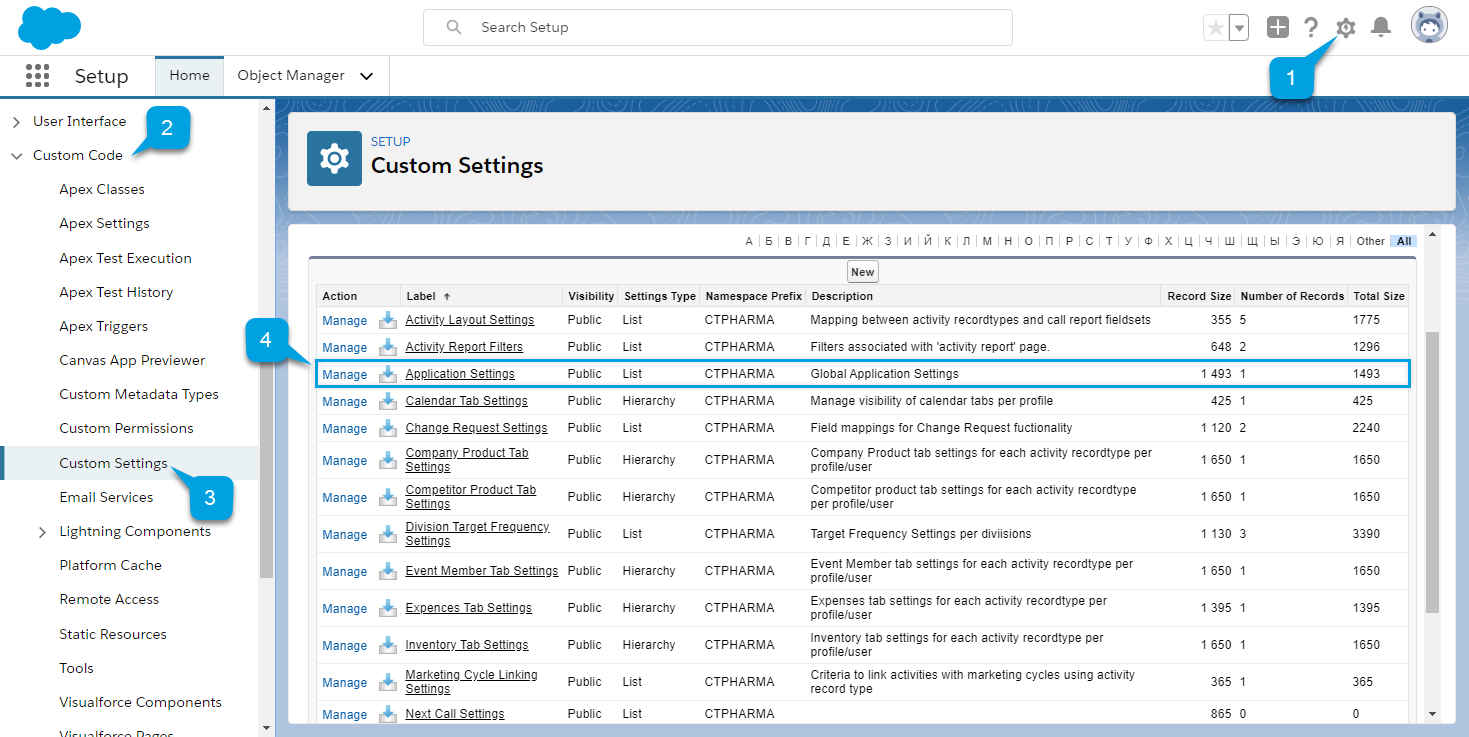 Search Setup
1
Setup
Home
Object Manager
User Interface
2
Custom Code
Apex Classes
Apex Settings
Apex Test Execution
Apex Test History
Apex Triggers
Canvas App Previewer
Custom Metadata Types
Custom Permissions
Custom Settings
3
Email Services
Lightning Components
Platform Cache
Remote Access
Static Resources
Tools
Visualforce Components
Visualforce Pages
SETUP
Custom Settings
А | Б | В | Г | Д | Е | Ж | З | И | Й | К | Л | М | Н | О | П | Р | С | Т | У | Ф | Х | Ц | Ч | Ш | Щ | Ы | Э | Ю | Я | Other | All
New
Action Label Visibility Settings Type Namespace Prefix Description Record Size Number of Records Total Size
Manage Activity Layout Settings Public List CTPHARMA Mapping between activity recordtypes and call report fieldsets 355 5 1775
4
Manage Activity Report Filters Public List CTPHARMA Filters associated with 'activity report' page. 648 2 1296
Manage Application Settings Public List CTPHARMA Global Application Settings 1 493 1 1493
Manage Calendar Tab Settings Public Hierarchy CTPHARMA Manage visibility of calendar tabs per profile 425 1 425
Manage Change Request Settings Public List CTPHARMA Field mappings for Change Request fuctionality 1 120 2 2240
Manage Company Product Tab Settings Public Hierarchy CTPHARMA Company Product tab settings for each activity recordtype per profile/user 1 650 1 1650
Manage Competitor Product Tab Settings Public Hierarchy CTPHARMA Competitor product tab settings for each activity recordtype per profile/user 1 650 1 1650
Manage Division Target Frequency Settings Public List CTPHARMA Target Frequency Settings per diviisions 1 130 3 3390
Manage Event Member Tab Settings Public Hierarchy CTPHARMA Event Member tab settings for each activity recordtype per profile/user 1 650 1 1650
Manage Expences Tab Settings Public Hierarchy CTPHARMA Expenses tab settings for each activity recordtype per profile/user 1 395 1 1395
Manage Inventory Tab Settings Public Hierarchy CTPHARMA Inventory tab settings for each activity recordtype per profile/user 1 650 1 1650
Manage Marketing Cycle Linking Settings Public List CTPHARMA Criteria to link activities with marketing cycles using activity record type 365 1 365
Manage Next Call Settings Public List CTPHARMA 865 0 0